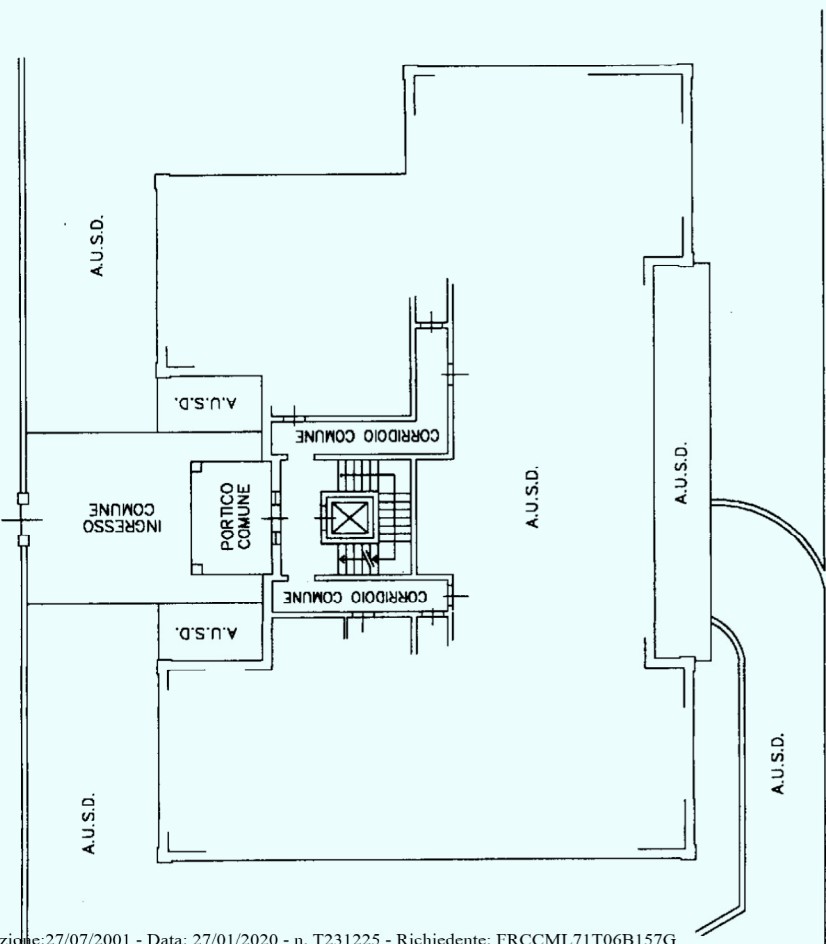 A.U.S.D.
A.U.S.D.
CORRIDOIO COMUNE
INGRESSO
COMUNE
PORTICO
COMUNE
A.U.S.D.
A.U.S.D.
CORRIDOIO COMUNE
A.U.S.D.
A.U.S.D.
A.U.S.D.
zione:27/07/2001 - Data: 27/01/2020 - n. T231225 - Richiedente: FRCCML71T06B157G